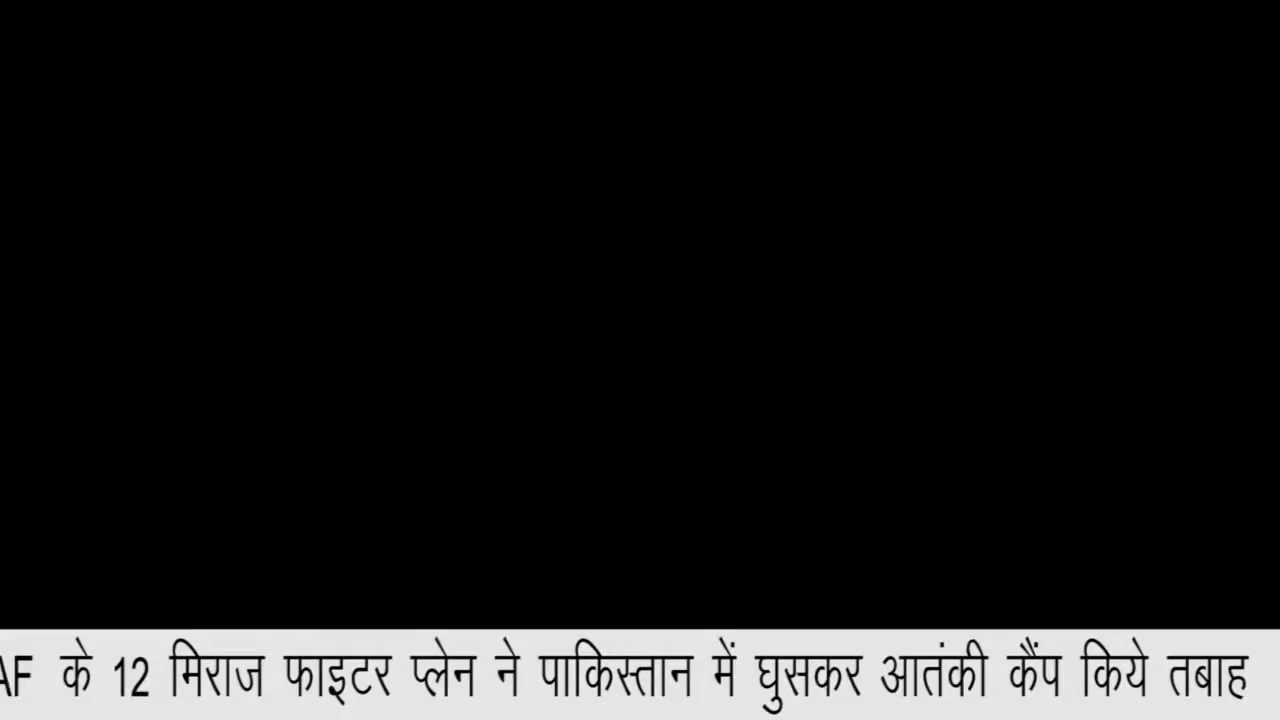 AF के 12 मिराज फाइटर प्लेन ने पाकिस्तान में घुसकर आतंकी कैंप किये तबाह